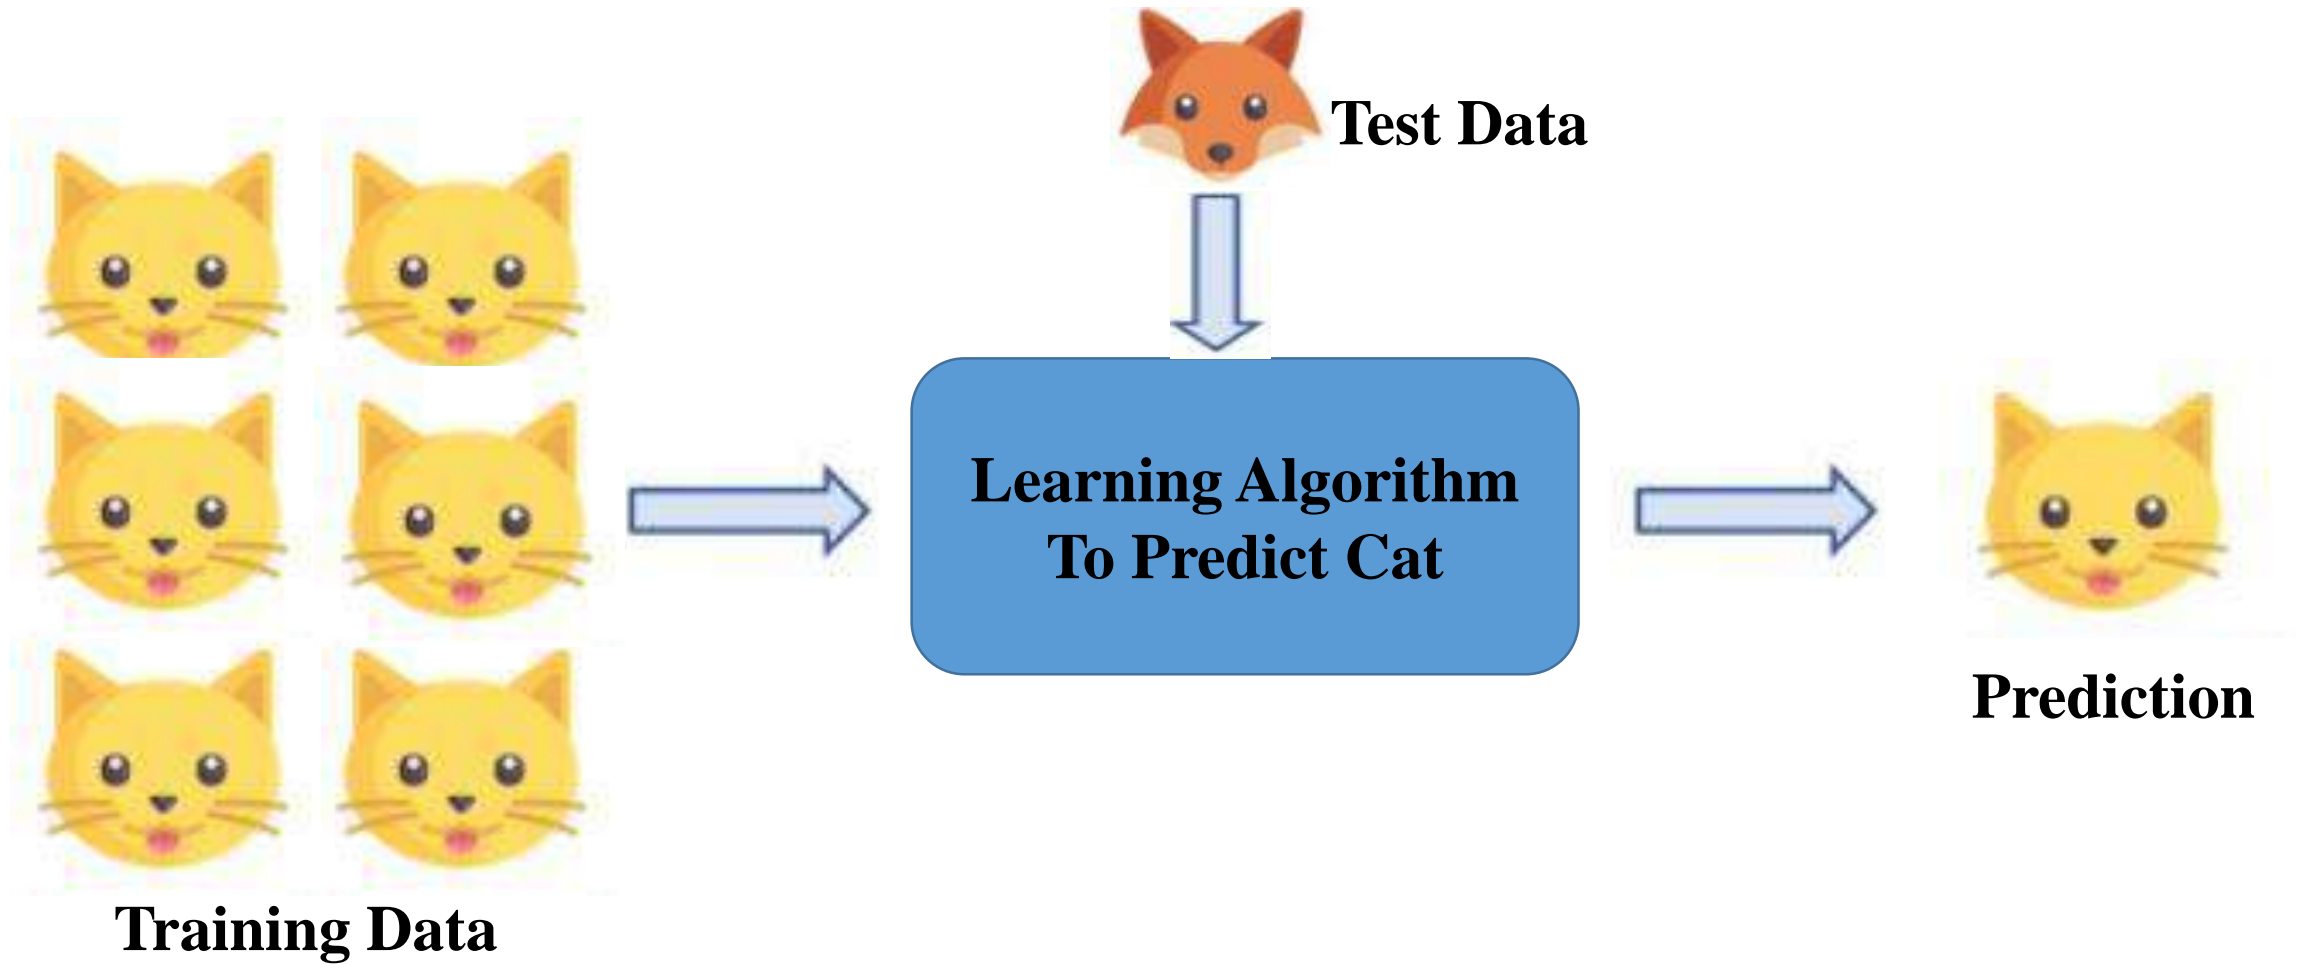 Test Data
Learning Algorithm
To Predict Cat
Prediction
Training Data